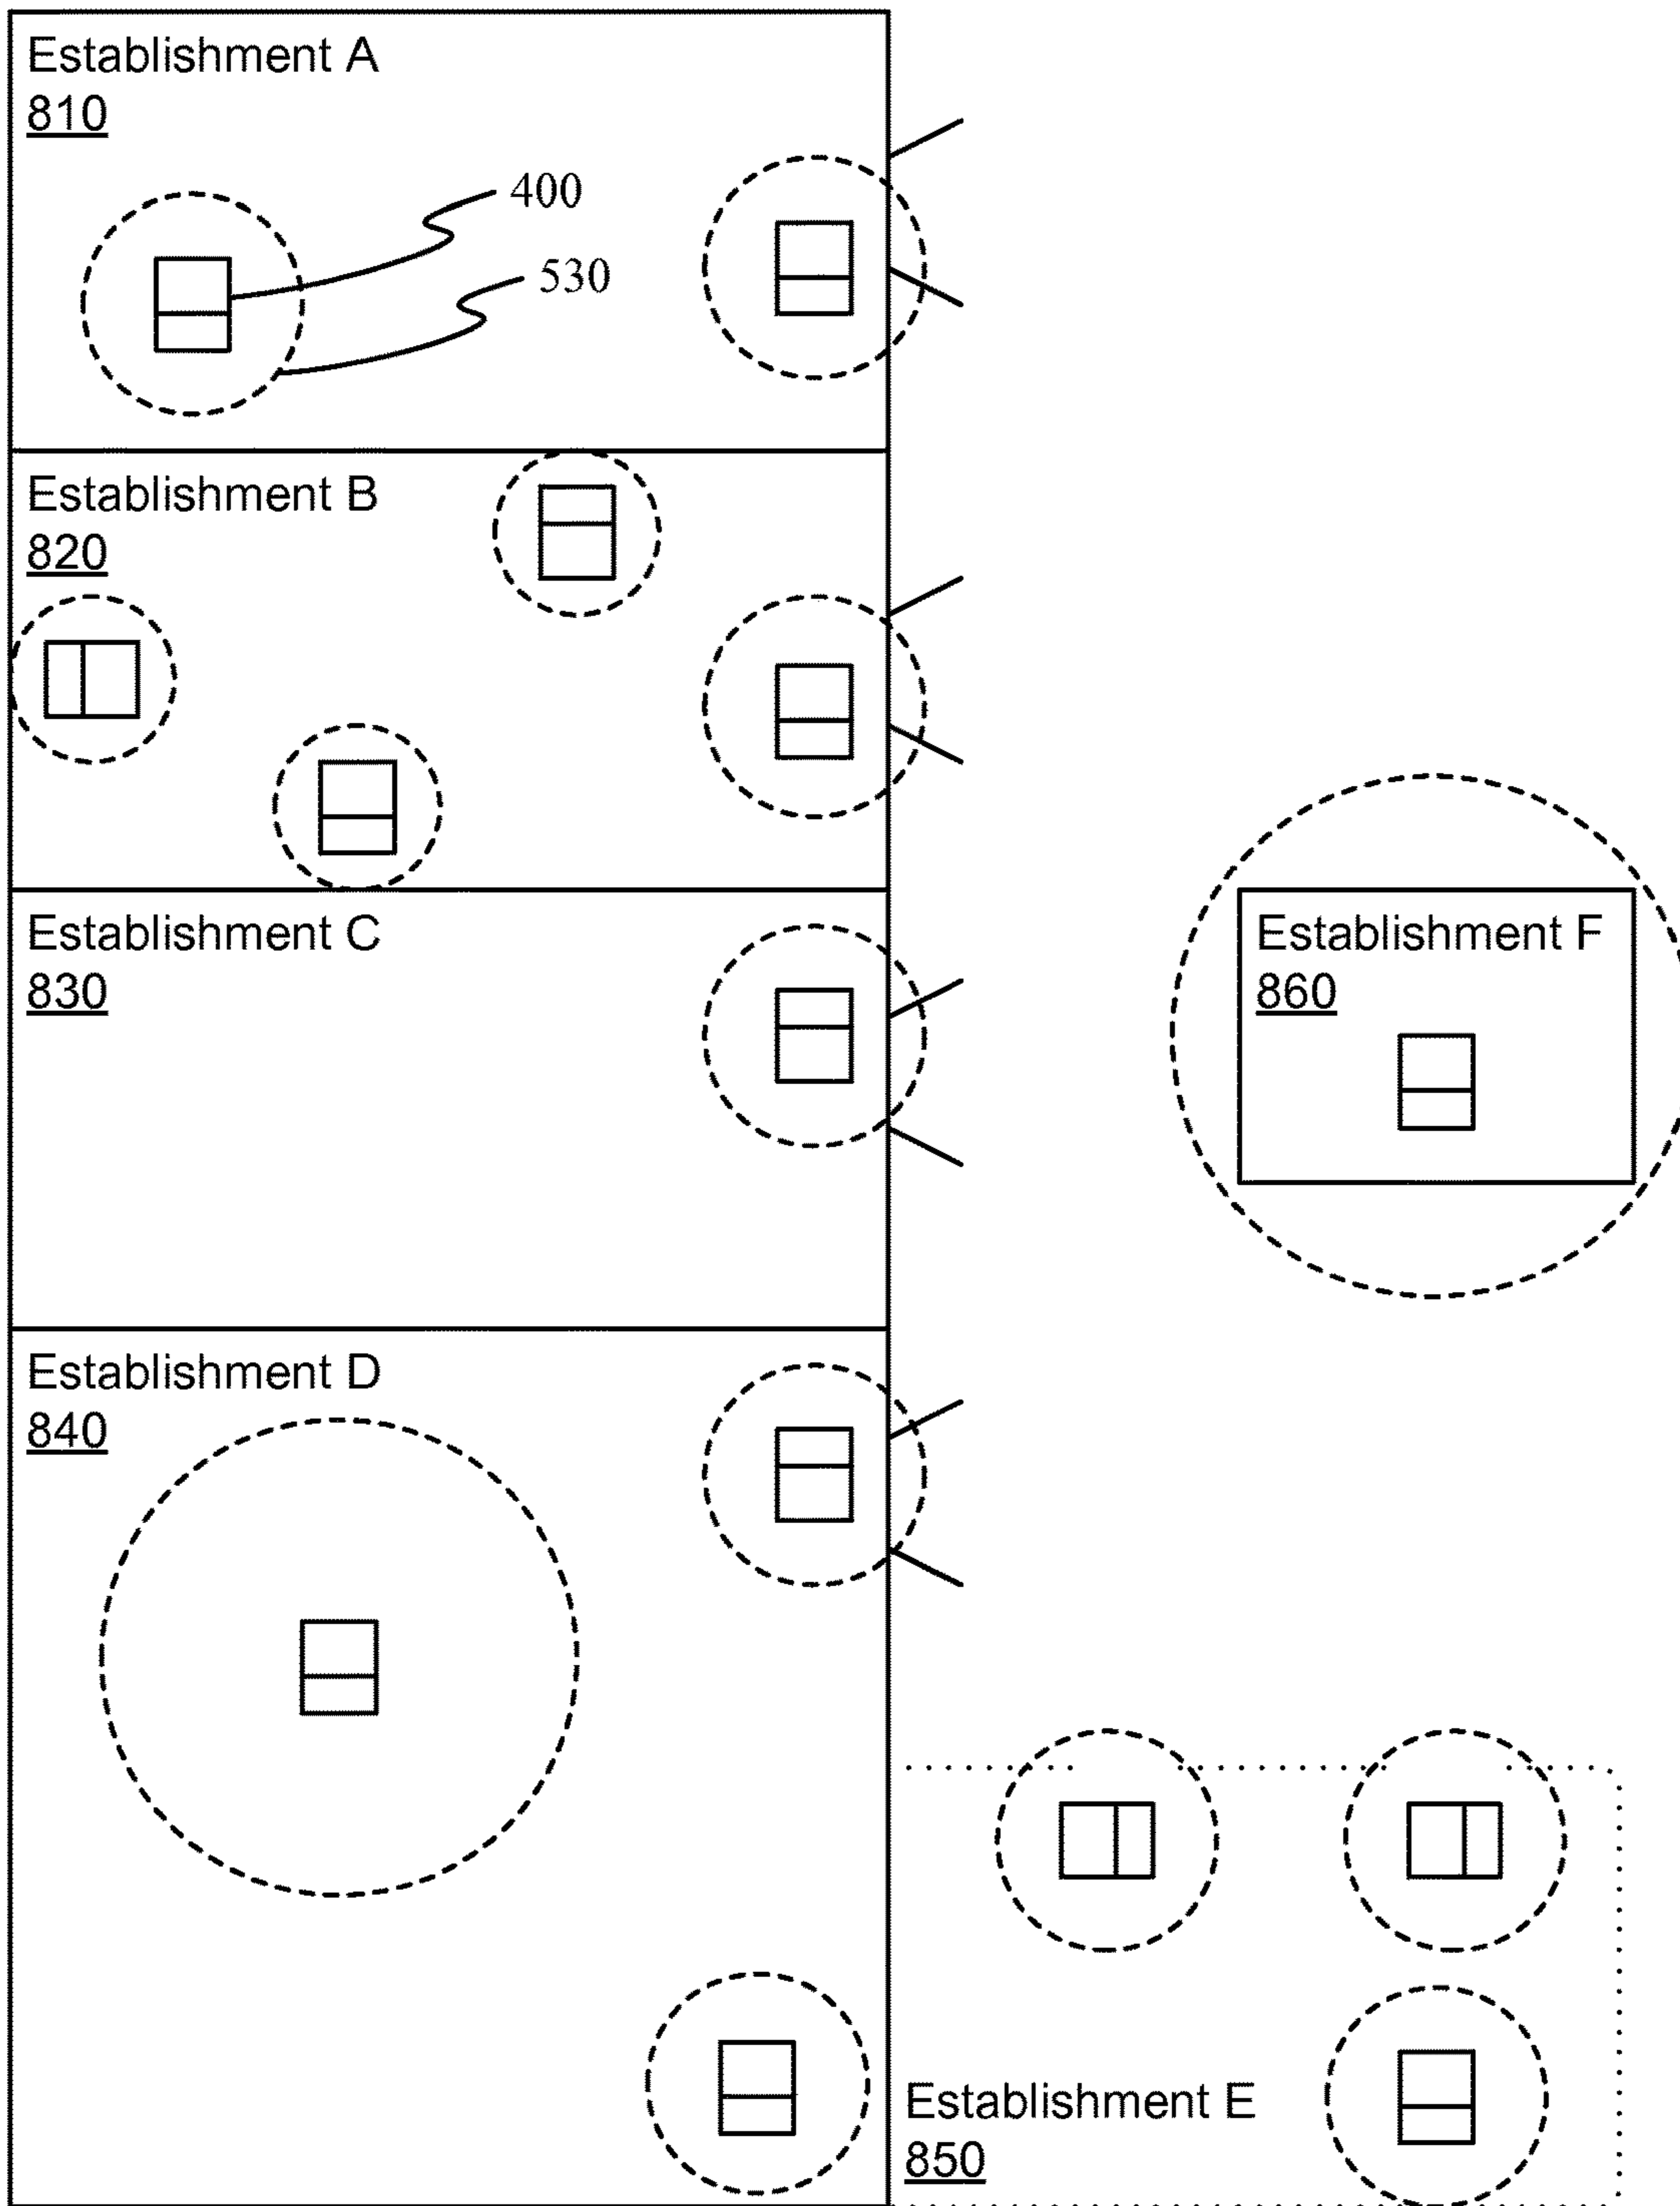 Establishment A
810
400
530
Establishment B
820
Establishment C
830
Establishment F
860
Establishment D
840
Establishment E
850